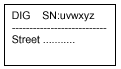 DIG SN:uvwxyz
----------------------------
Street ...........